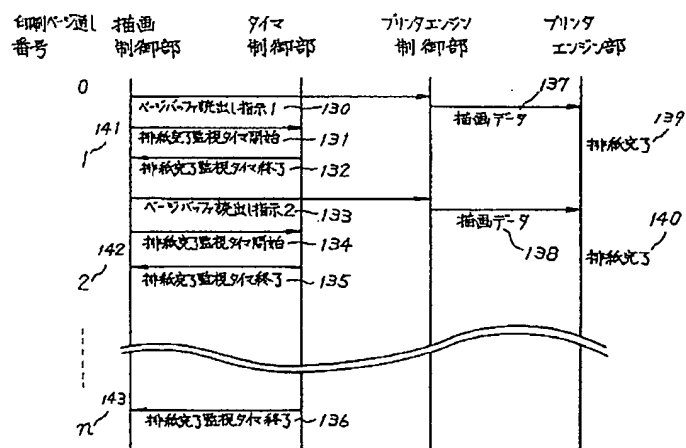 印刷ページ通し
番号
描画
制御部
タイマ
制御部
プリンタエンジン
制御部
プリンタ
エンジン部
0
ページバッファ読出し指示1
130
137
描画データ
139
141
排紙完了監視タイマ開始
131
排紙完了
1
排紙完了監視タイマ終了
132
ページバッファ読出し指示2
133
描画データ
138
140
142
排紙完了監視タイマ開始
134
排紙完了
2
排紙完了監視タイマ終了
135
143
n
排紙完了監視タイマ終了
136